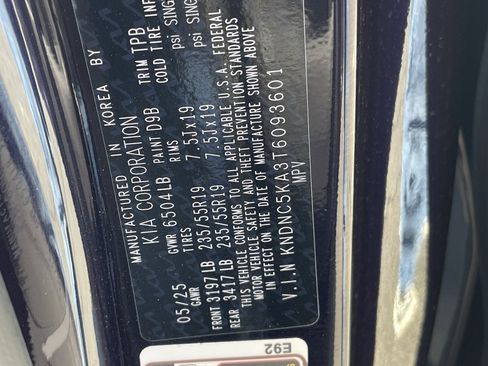 MANUFACTURED IN KOREA BY
KIA CORPORATION
GVWR 6504LB PAINT D9B TRIM TPB
05/25 TIRES RIMS COLD TIRE INF
GAWR psi SING
FRONT 3197LB 235/55R19 7.5Jx19 psi SING
REAR 3417LB 235/55R19 7.5Jx19
THIS VEHICLE CONFORMS TO ALL APPLICABLE U.S.A. FEDERAL
MOTOR VEHICLE SAFETY AND THEFT PREVENTION STANDARDS
IN EFFECT ON THE DATE OF MANUFACTURE SHOWN ABOVE
V.I.N KNDNC5KA3T6093601
MPV
E92